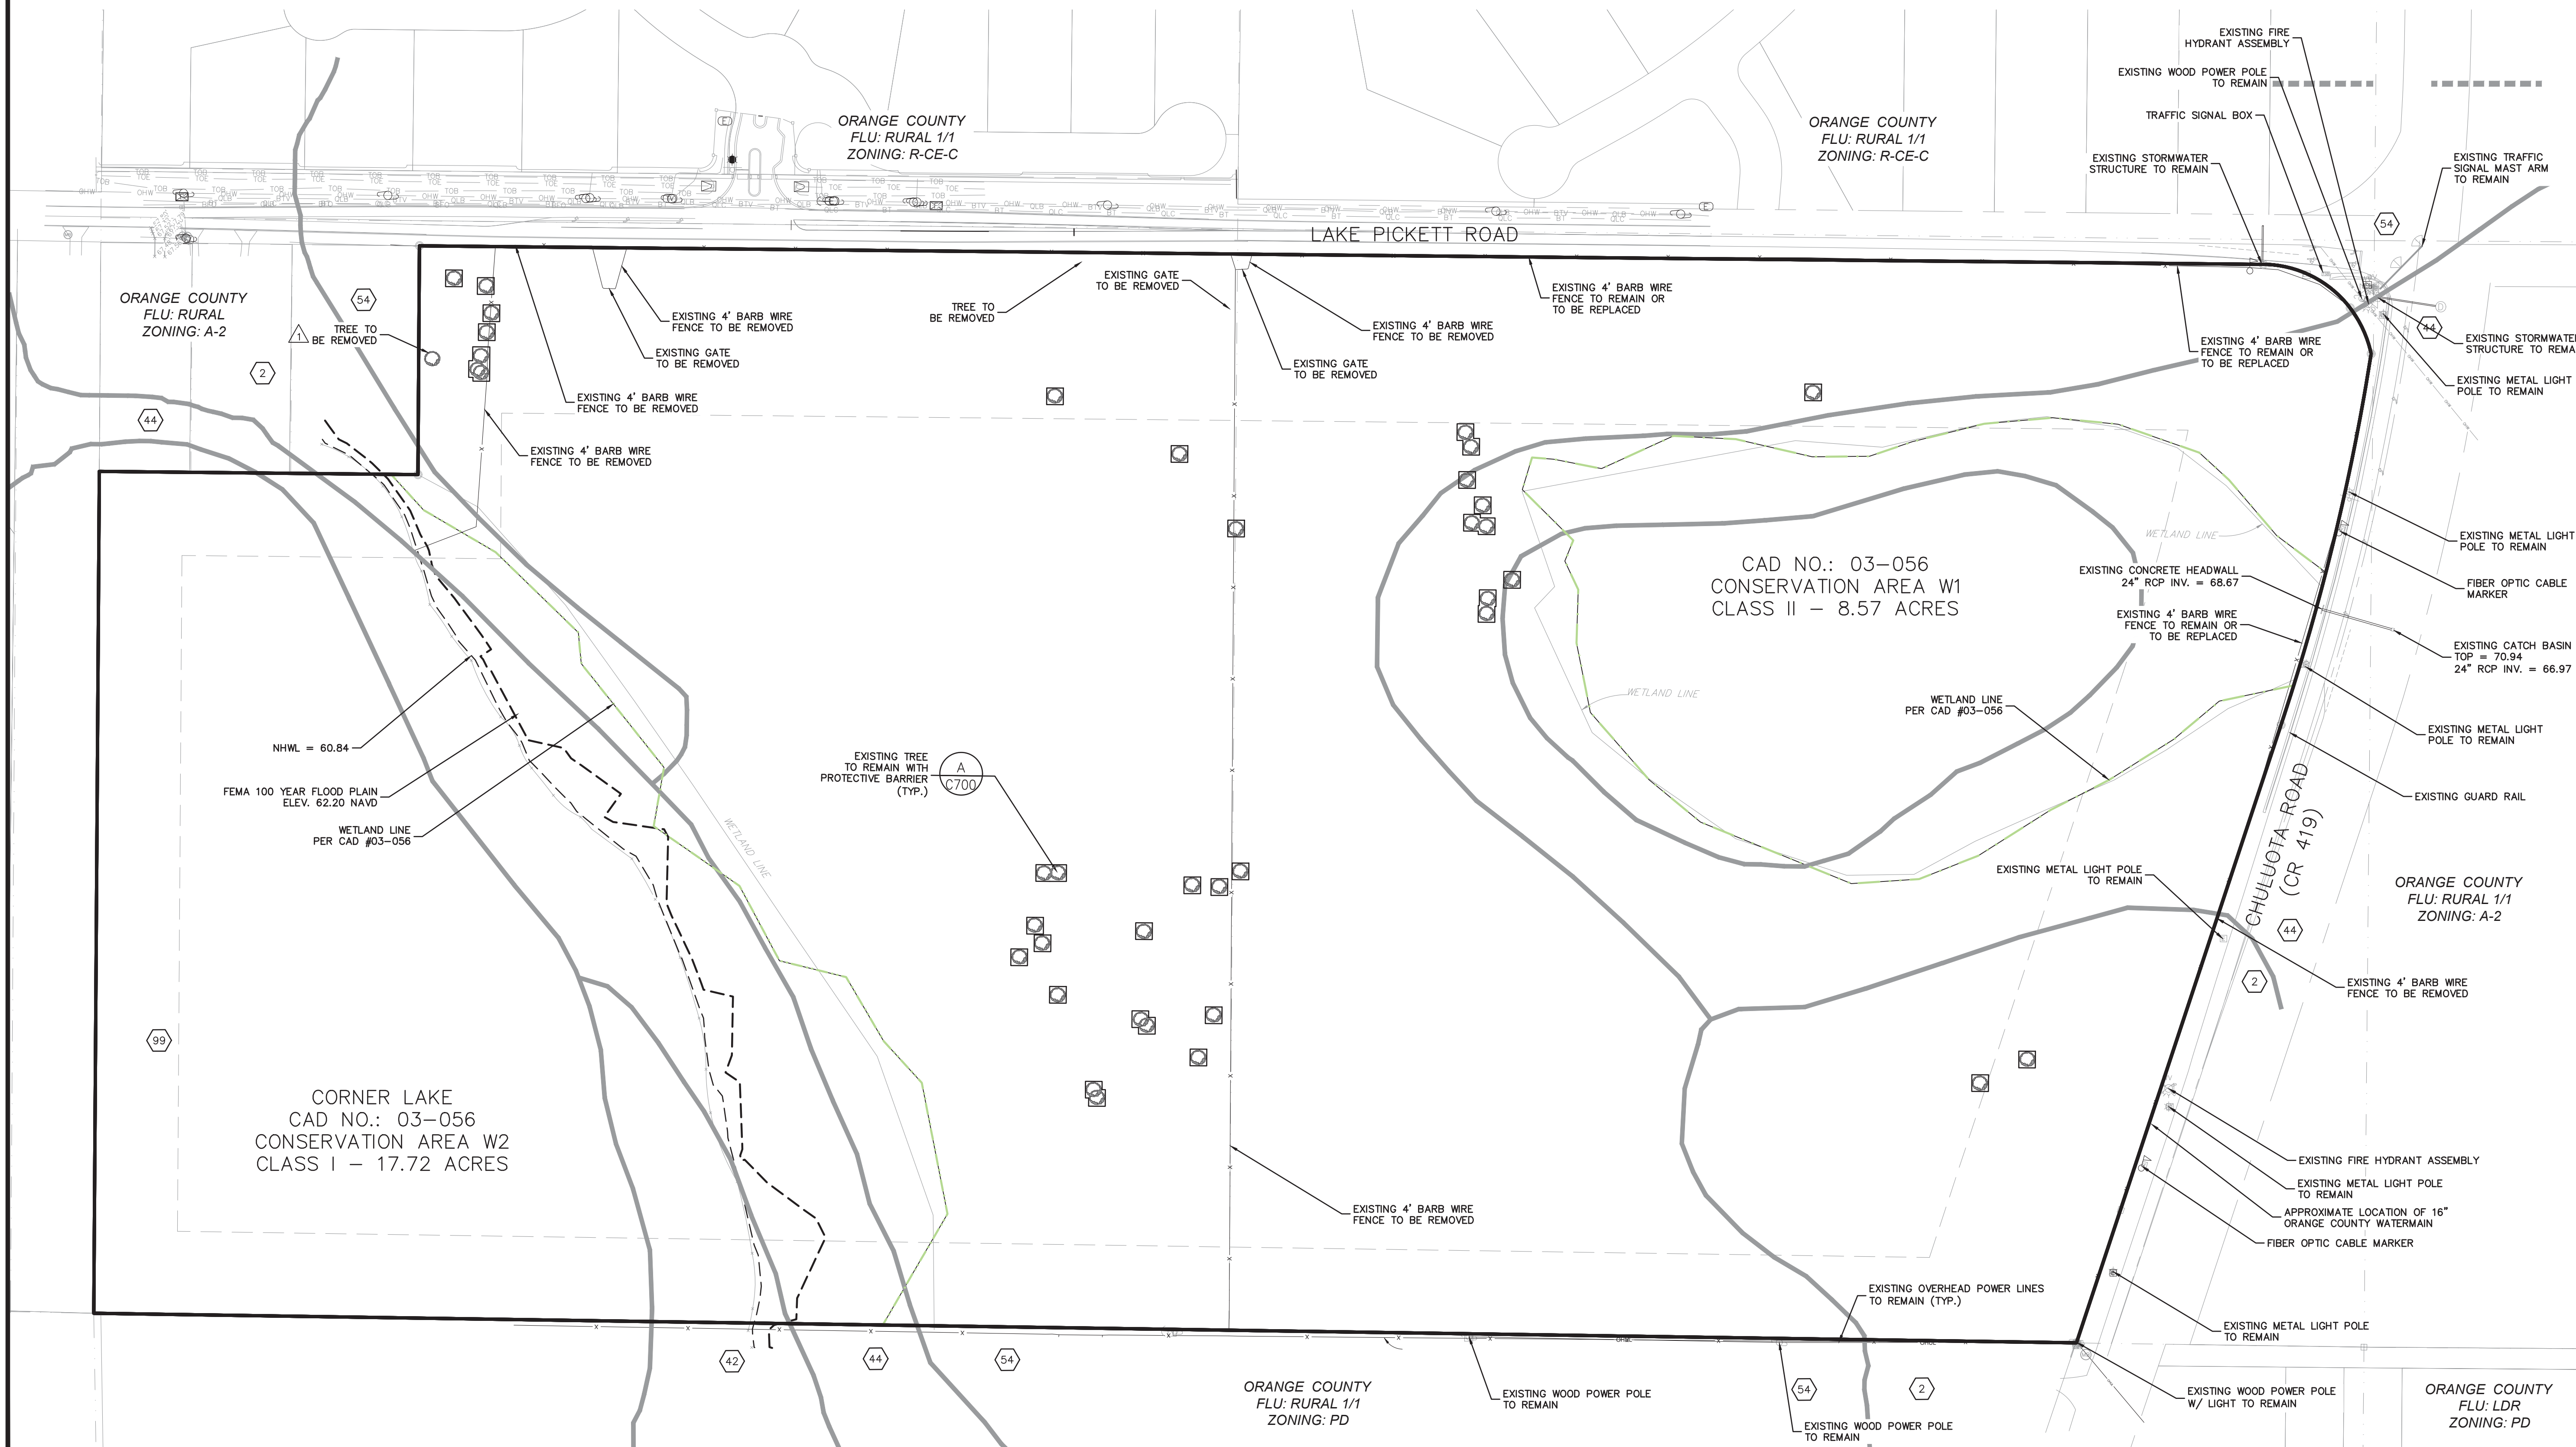 EXISTING FIRE
HYDRANT ASSEMBLY
EXISTING WOOD POWER POLE
TO REMAIN
TRAFFIC SIGNAL BOX
EXISTING STORMWATER
STRUCTURE TO REMAIN
EXISTING TRAFFIC
SIGNAL MAST ARM
TO REMAIN
54
ORANGE COUNTY
FLU: RURAL 1/1
ZONING: R-CE-C
ORANGE COUNTY
FLU: RURAL 1/1
ZONING: R-CE-C
LAKE PICKETT ROAD
ORANGE COUNTY
FLU: RURAL
ZONING: A-2
54
2
44
1
TREE TO
BE REMOVED
EXISTING 4' BARB WIRE
FENCE TO BE REMOVED
EXISTING GATE
TO BE REMOVED
EXISTING 4' BARB WIRE
FENCE TO BE REMOVED
EXISTING 4' BARB WIRE
FENCE TO BE REMOVED
TREE TO
BE REMOVED
EXISTING GATE
TO BE REMOVED
EXISTING 4' BARB WIRE
FENCE TO BE REMOVED
EXISTING GATE
TO BE REMOVED
EXISTING 4' BARB WIRE
FENCE TO REMAIN OR
TO BE REPLACED
EXISTING 4' BARB WIRE
FENCE TO REMAIN OR
TO BE REPLACED
44
EXISTING STORMWATER
STRUCTURE TO REMA
EXISTING METAL LIGHT
POLE TO REMAIN
WETLAND LINE
EXISTING METAL LIGHT
POLE TO REMAIN
CAD NO.: 03-056
CONSERVATION AREA W1
CLASS II - 8.57 ACRES
EXISTING CONCRETE HEADWALL
24" RCP INV. = 68.67
FIBER OPTIC CABLE
MARKER
EXISTING 4' BARB WIRE
FENCE TO REMAIN OR
TO BE REPLACED
EXISTING CATCH BASIN
TOP = 70.94
24" RCP INV. = 66.97
WETLAND LINE
WETLAND LINE
PER CAD #03-056
EXISTING METAL LIGHT
POLE TO REMAIN
EXISTING GUARD RAIL
NHWL = 60.84
FEMA 100 YEAR FLOOD PLAIN
ELEV. 62.20 NAVD
WETLAND LINE
PER CAD #03-056
WETLAND LINE
EXISTING TREE
TO REMAIN WITH
PROTECTIVE BARRIER
(TYP.)
A
C700
CHULUOTA ROAD
(CR 419)
EXISTING METAL LIGHT POLE
TO REMAIN
ORANGE COUNTY
FLU: RURAL 1/1
ZONING: A-2
44
2
EXISTING 4' BARB WIRE
FENCE TO BE REMOVED
99
CORNER LAKE
CAD NO.: 03-056
CONSERVATION AREA W2
CLASS I - 17.72 ACRES
EXISTING FIRE HYDRANT ASSEMBLY
EXISTING METAL LIGHT POLE
TO REMAIN
APPROXIMATE LOCATION OF 16"
ORANGE COUNTY WATERMAIN
FIBER OPTIC CABLE MARKER
EXISTING 4' BARB WIRE
FENCE TO BE REMOVED
EXISTING OVERHEAD POWER LINES
TO REMAIN (TYP.)
EXISTING METAL LIGHT POLE
TO REMAIN
42
44
54
ORANGE COUNTY
FLU: RURAL 1/1
ZONING: PD
EXISTING WOOD POWER POLE
TO REMAIN
54
2
EXISTING WOOD POWER POLE
TO REMAIN
EXISTING WOOD POWER POLE
W/ LIGHT TO REMAIN
ORANGE COUNTY
FLU: LDR
ZONING: PD